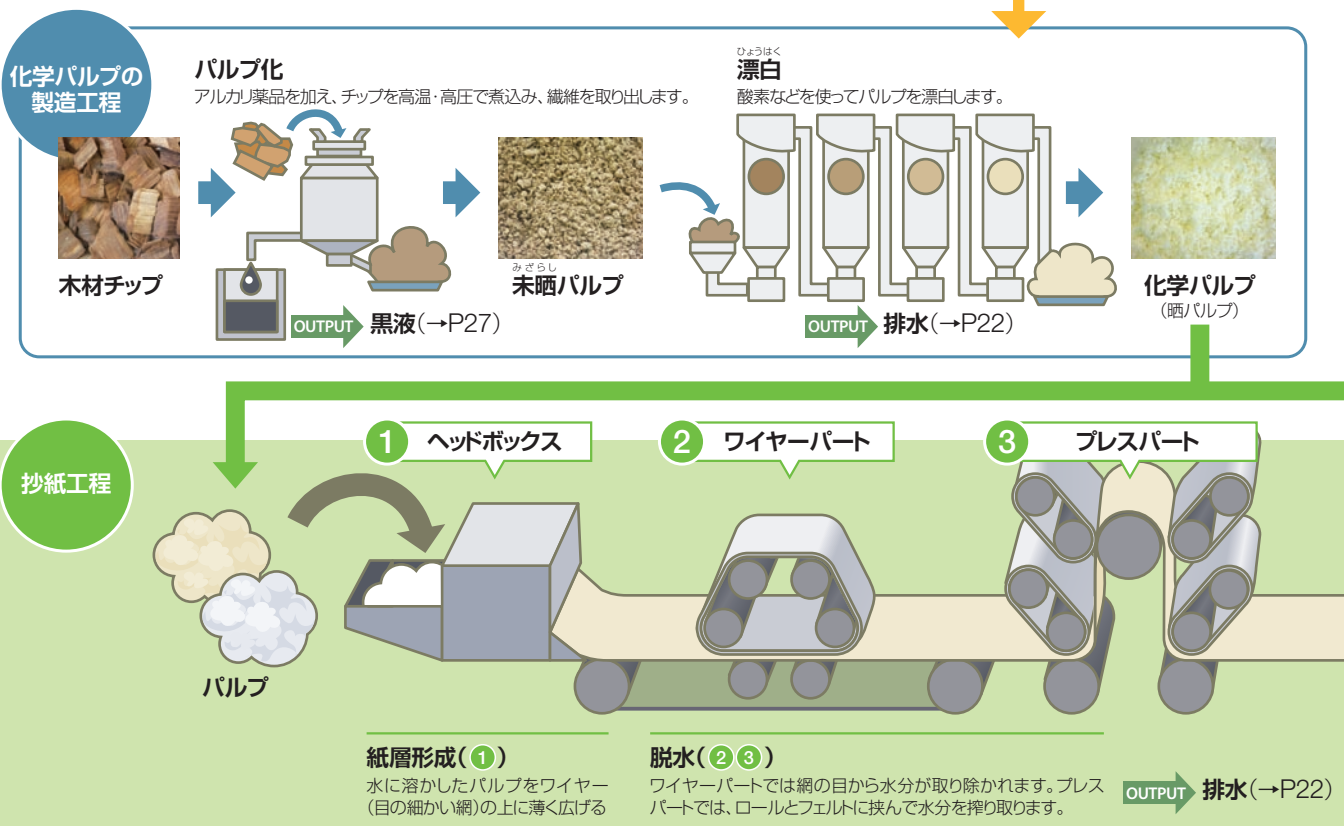 化学パルプの
製造工程
パルプ化
アルカリ薬品を加え、チップを高温・高圧で煮込み、繊維を取り出します。
ひょうはく
漂白
酸素などを使ってパルプを漂白します。
木材チップ
OUTPUT 黒液(→P27)
みざらし
未晒パルプ
OUTPUT 排水(→P22)
化学パルプ
(晒パルプ)
抄紙工程
1 ヘッドボックス
2 ワイヤーパート
3 プレスパート
パルプ
紙層形成(1)
水に溶かしたパルプをワイヤー
(目の細かい網)の上に薄く広げる
脱水(2 3)
ワイヤーパートでは網の目から水分が取り除かれます。プレス
パートでは、ロールとフェルトに挟んで水分を搾り取ります。
OUTPUT 排水(→P22)